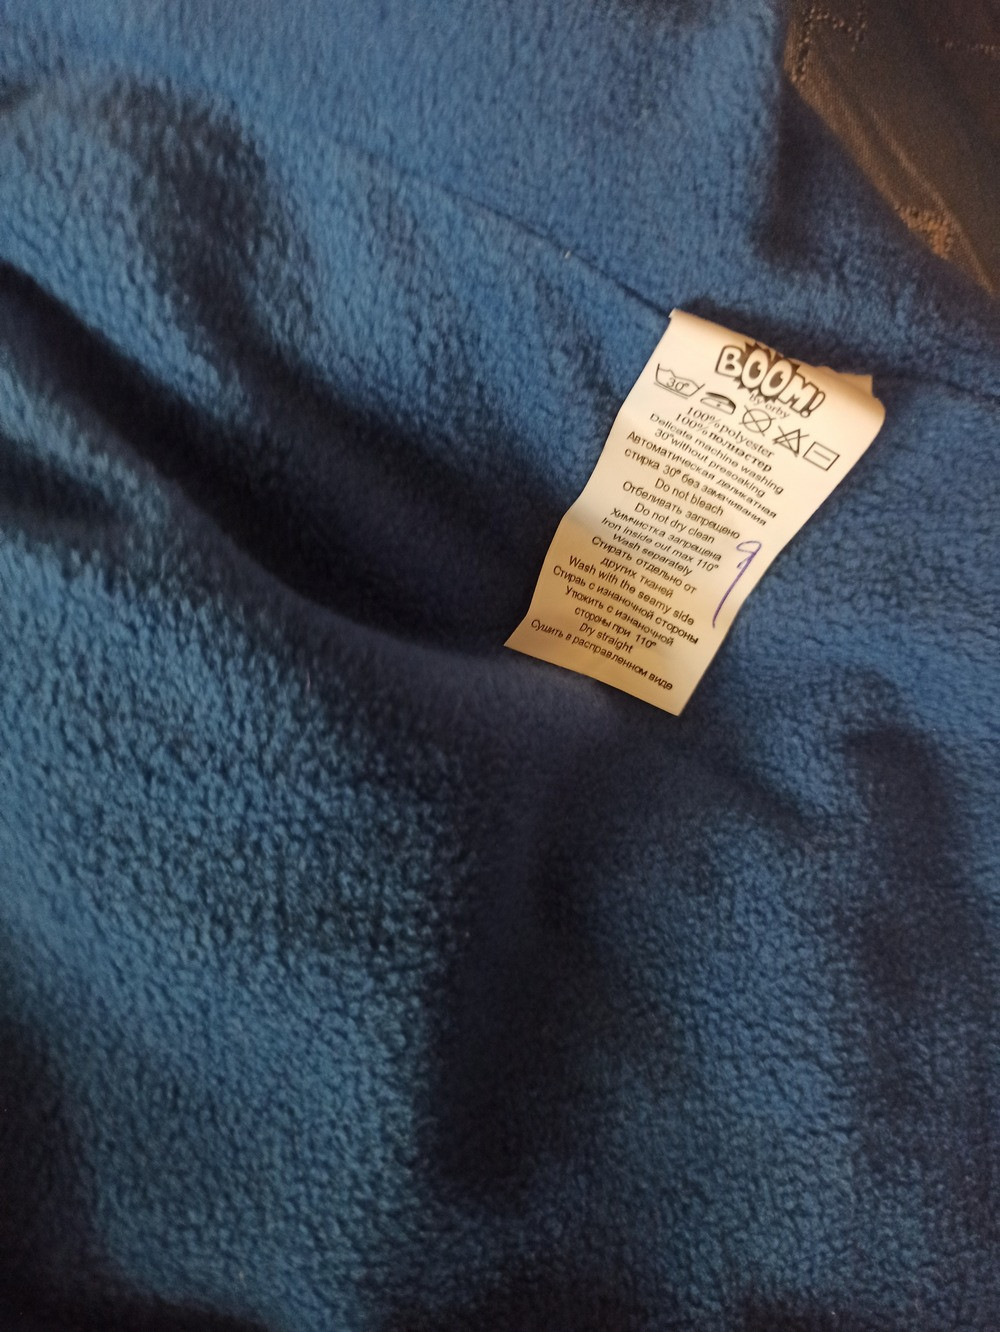 BOOM!
by orby
30°
100% polyester
100% полиэстер
Delicate machine washing
30°without presoaking
Автоматическая деликатная
стирка 30° без замачивания
Do not bleach
Отбеливать запрещено
Do not dry clean
Химчистка запрещена
Iron inside out max 110°
Wash separately
Стирать отдельно от
других тканей
Wash with the seamy side
Стираь с изнаночной стороны
Утюжить с изнаночной
стороны при 110°
Dry straight
Сушить в расправленном виде
9